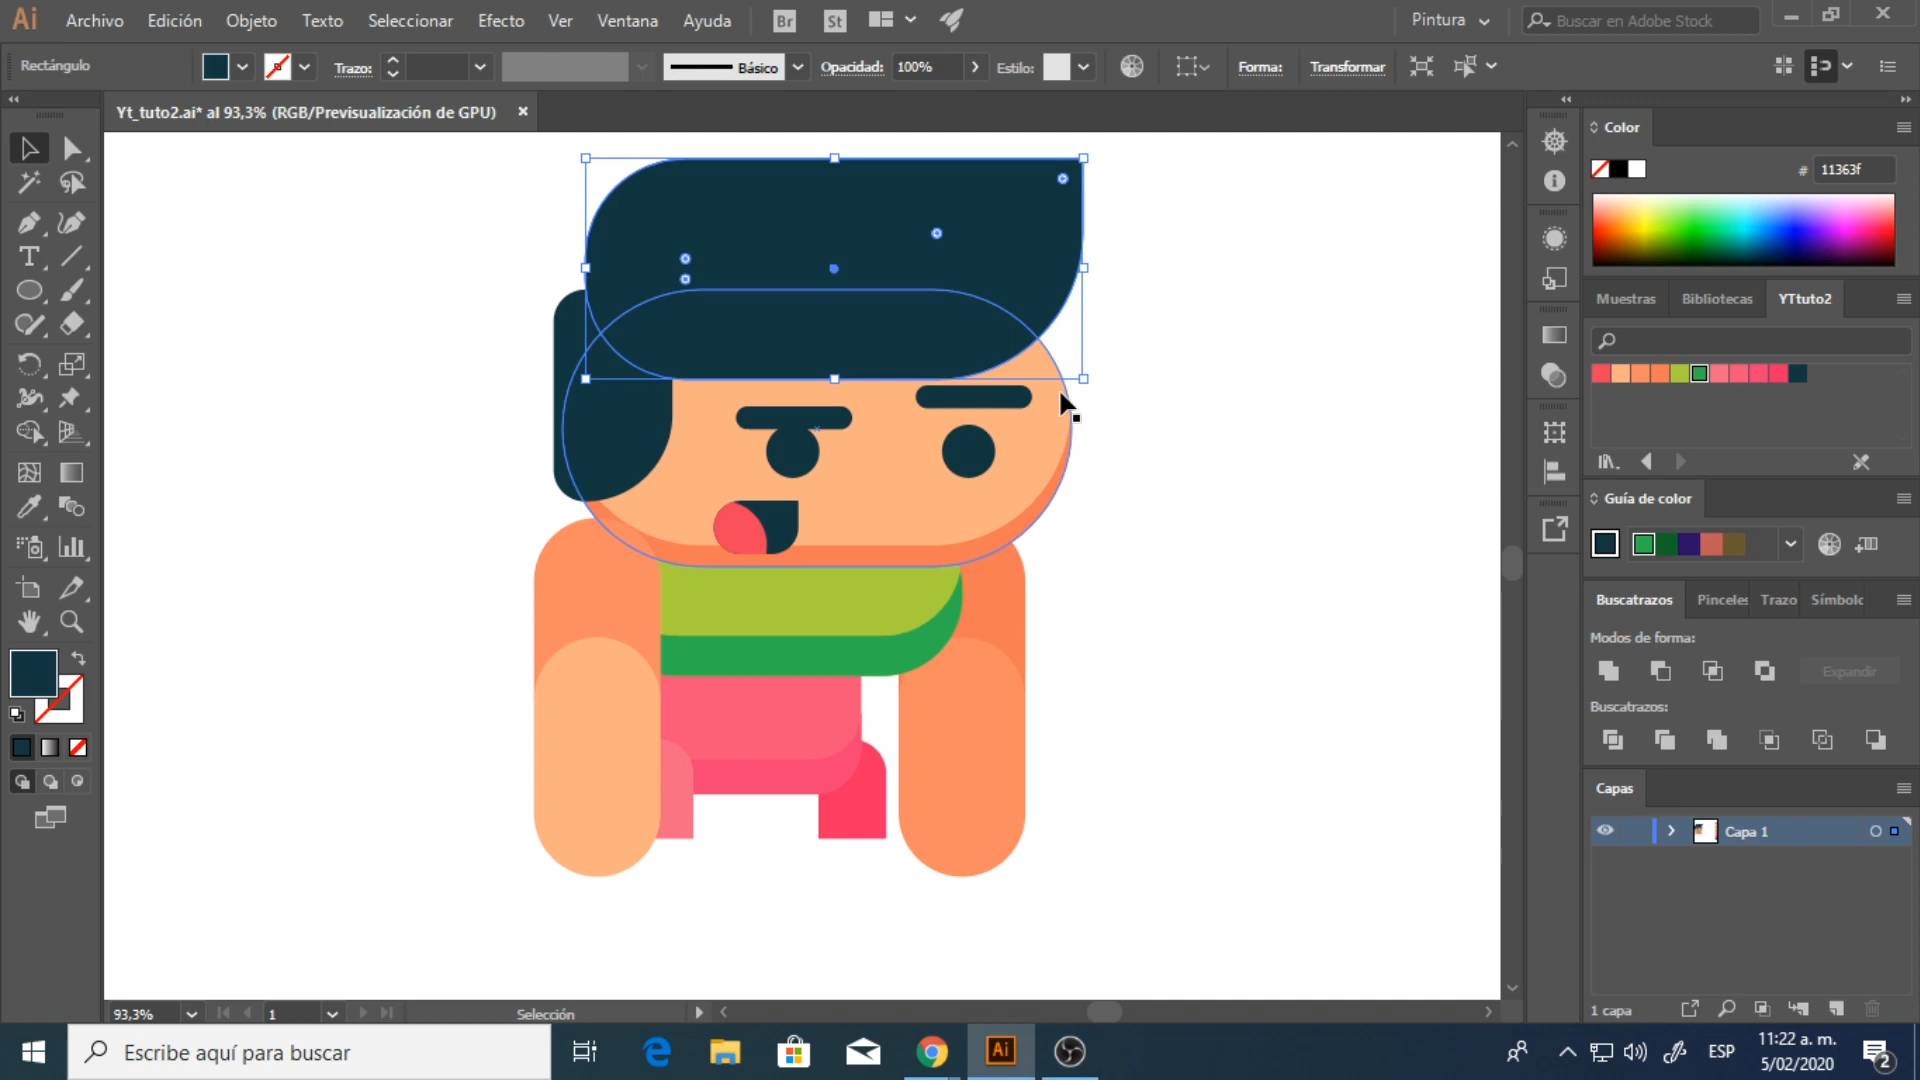 Ai Archivo Edición Objeto Texto Seleccionar Efecto Ver Ventana Ayuda Br St Pintura Buscar en Adobe Stock
Rectángulo Trazo: Básico Opacidad: 100% Estilo: Forma: Transformar
Yt_tuto2.ai* al 93,3% (RGB/Previsualización de GPU)
Color
# 11363f
Muestras Bibliotecas YTtuto2
Guía de color
Buscatrazos Pinceles Trazo Símbolc
Modos de forma:
Expandir
Buscatrazos:
Capas
Capa 1
1 capa
93,3% 1 Selección
Escribe aquí para buscar
Ai
ESP
11:22 a. m.
5/02/2020
2